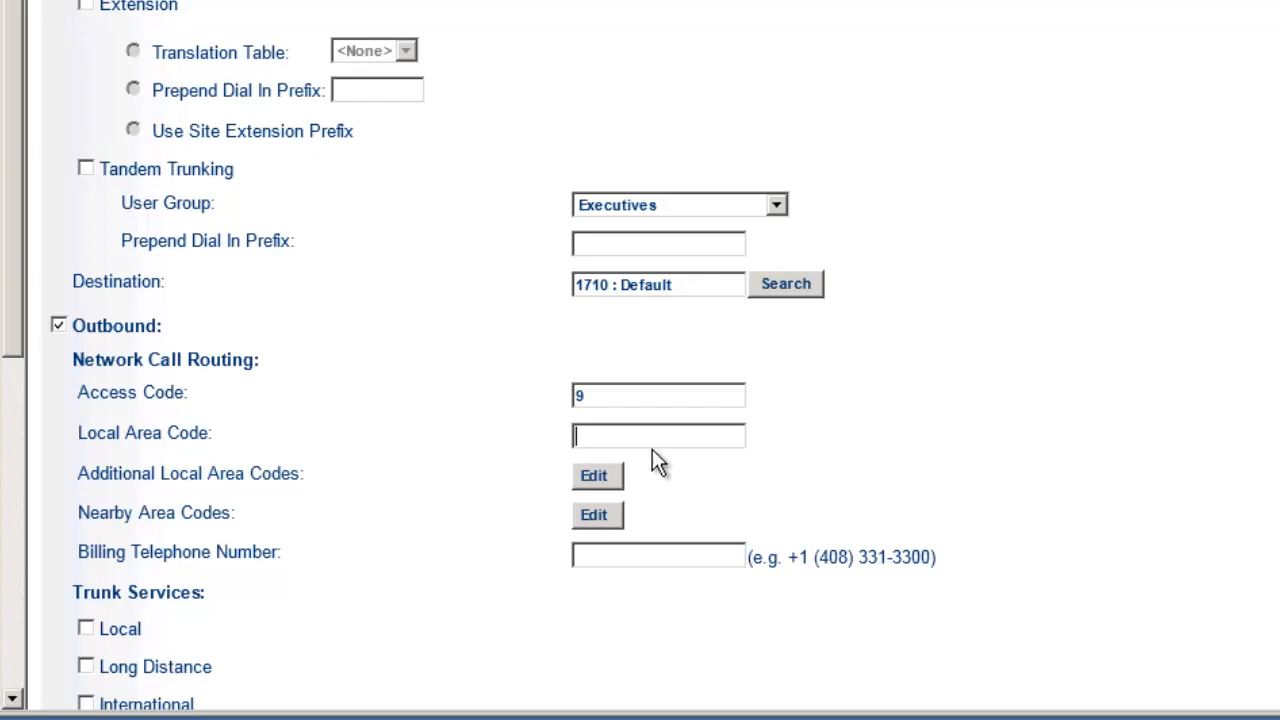 Extension
Translation Table: <None>
Prepend Dial In Prefix:
Use Site Extension Prefix
Tandem Trunking
User Group: Executives
Prepend Dial In Prefix:
Destination: 1710 : Default Search
Outbound:
Network Call Routing:
Access Code: 9
Local Area Code:
Additional Local Area Codes: Edit
Nearby Area Codes: Edit
Billing Telephone Number: (e.g. +1 (408) 331-3300)
Trunk Services:
Local
Long Distance
International